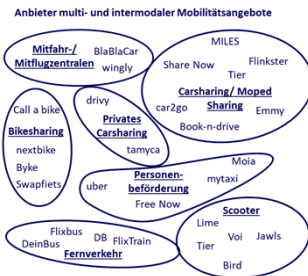 Anbieter multi- und intermodaler Mobilitätsangebote
Mitfahr-/
Mitflugzentralen
BlaBlaCar
wingly
MILES
Share Now
Flinkster
Tier
Carsharing/ Moped
Sharing
car2go
Emmy
Book-n-drive
Call a bike
Bikesharing
nextbike
Byke
Swapfiets
drivy
Privates
Carsharing
tamyca
Moia
Personen-
beförderung
uber
mytaxi
Free Now
Scooter
Lime
Voi
Jawls
Tier
Bird
Flixbus
DB
FlixTrain
DeinBus
Fernverkehr